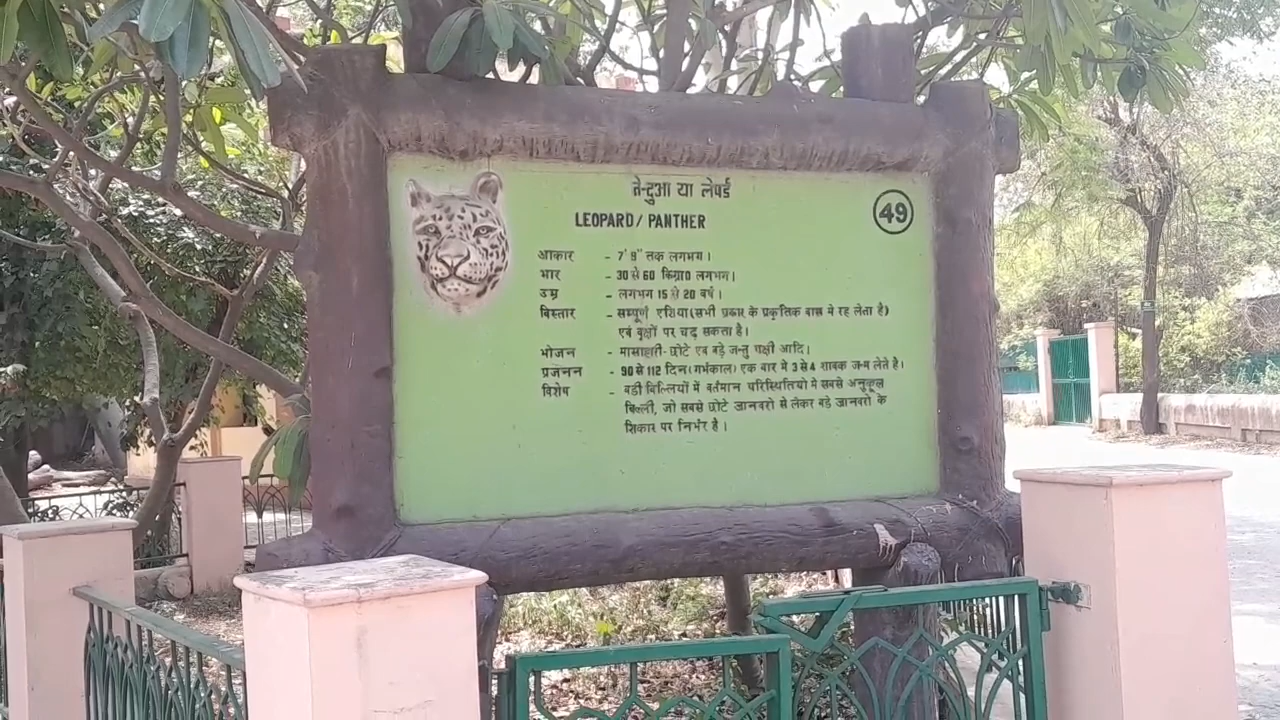 तेन्दुआ या लेपर्ड
49
LEOPARD/ PANTHER
आकार - 7' 9" तक लगभग।
भार - 30 से 60 किग्रा0 लगभग।
उम्र - लगभग 15 से 20 वर्ष।
विस्तार - सम्पूर्ण एशिया(सभी प्रकार के प्रकृतिक वास मे रह लेता है)
एवं वृक्षों पर चढ़ सकता है।
भोजन - मासाहारी- छोटे एव बड़े जन्तु पक्षी आदि।
प्रजनन - 90 से 112 दिन(गर्भकाल) एक बार मे 3 से 4 शावक जन्म लेते है।
विशेष - बडी बिल्लियों में वर्तमान परिस्थितियो मे सबसे अनुकूल
बिल्ली, जो सबसे छोटे जानवरो से लेकर बड़े जानवरो के
शिकार पर निर्भर है।